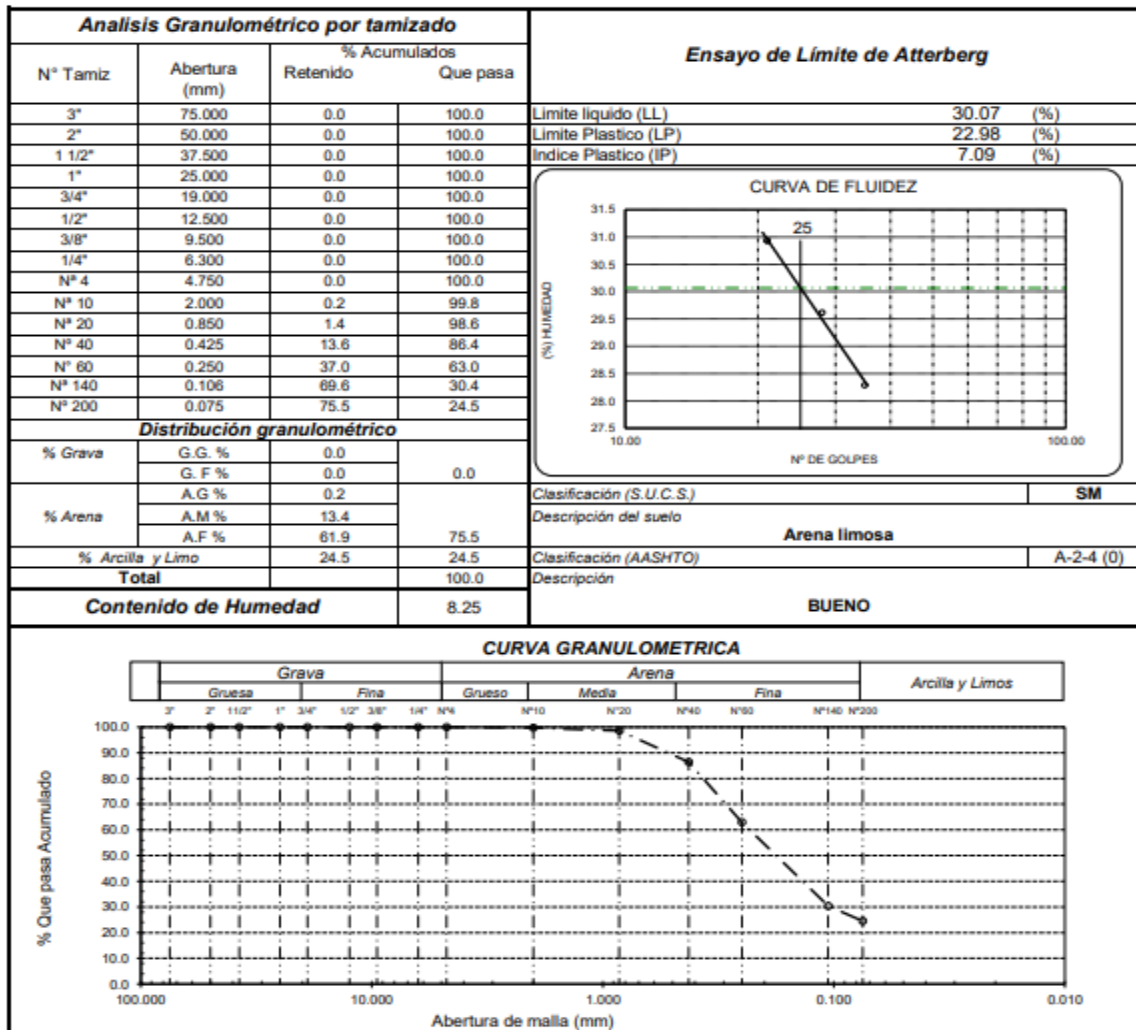 Analisis Granulométrico por tamizado
N° Tamiz Abertura (mm) % Acumulados Retenido Que pasa
3" 75.000 0.0 100.0
2" 50.000 0.0 100.0
1 1/2" 37.500 0.0 100.0
1" 25.000 0.0 100.0
3/4" 19.000 0.0 100.0
1/2" 12.500 0.0 100.0
3/8" 9.500 0.0 100.0
1/4" 6.300 0.0 100.0
Nª 4 4.750 0.0 100.0
Nª 10 2.000 0.2 99.8
Nª 20 0.850 1.4 98.6
Nª 40 0.425 13.6 86.4
N° 60 0.250 37.0 63.0
Nª 140 0.106 69.6 30.4
Nª 200 0.075 75.5 24.5
Distribución granulométrico
% Grava G.G. % 0.0
G. F % 0.0 0.0
A.G % 0.2
% Arena A.M % 13.4
A.F % 61.9 75.5
% Arcilla y Limo 24.5 24.5
Total 100.0
Contenido de Humedad 8.25
Ensayo de Límite de Atterberg
Limite liquido (LL) 30.07 (%)
Limite Plastico (LP) 22.98 (%)
Indice Plastico (IP) 7.09 (%)
CURVA DE FLUIDEZ
31.5
31.0
30.5
30.0
29.5
29.0
28.5
28.0
27.5
(%) HUMEDAD
25
10.00 100.00
Nº DE GOLPES
Clasificación (S.U.C.S.) SM
Descripción del suelo
Arena limosa
Clasificación (AASHTO) A-2-4 (0)
Descripción
BUENO
CURVA GRANULOMETRICA
Grava Arena Arcilla y Limos
Gruesa Fina Grueso Media Fina
3" 2" 11/2" 1" 3/4" 1/2" 3/8" 1/4" Nª4 Nª10 Nª20 Nª40 Nª60 Nª140 Nª200
100.0
90.0
80.0
70.0
60.0
50.0
40.0
30.0
20.0
10.0
0.0
% Que pasa Acumulado
100.000 10.000 1.000 0.100 0.010
Abertura de malla (mm)